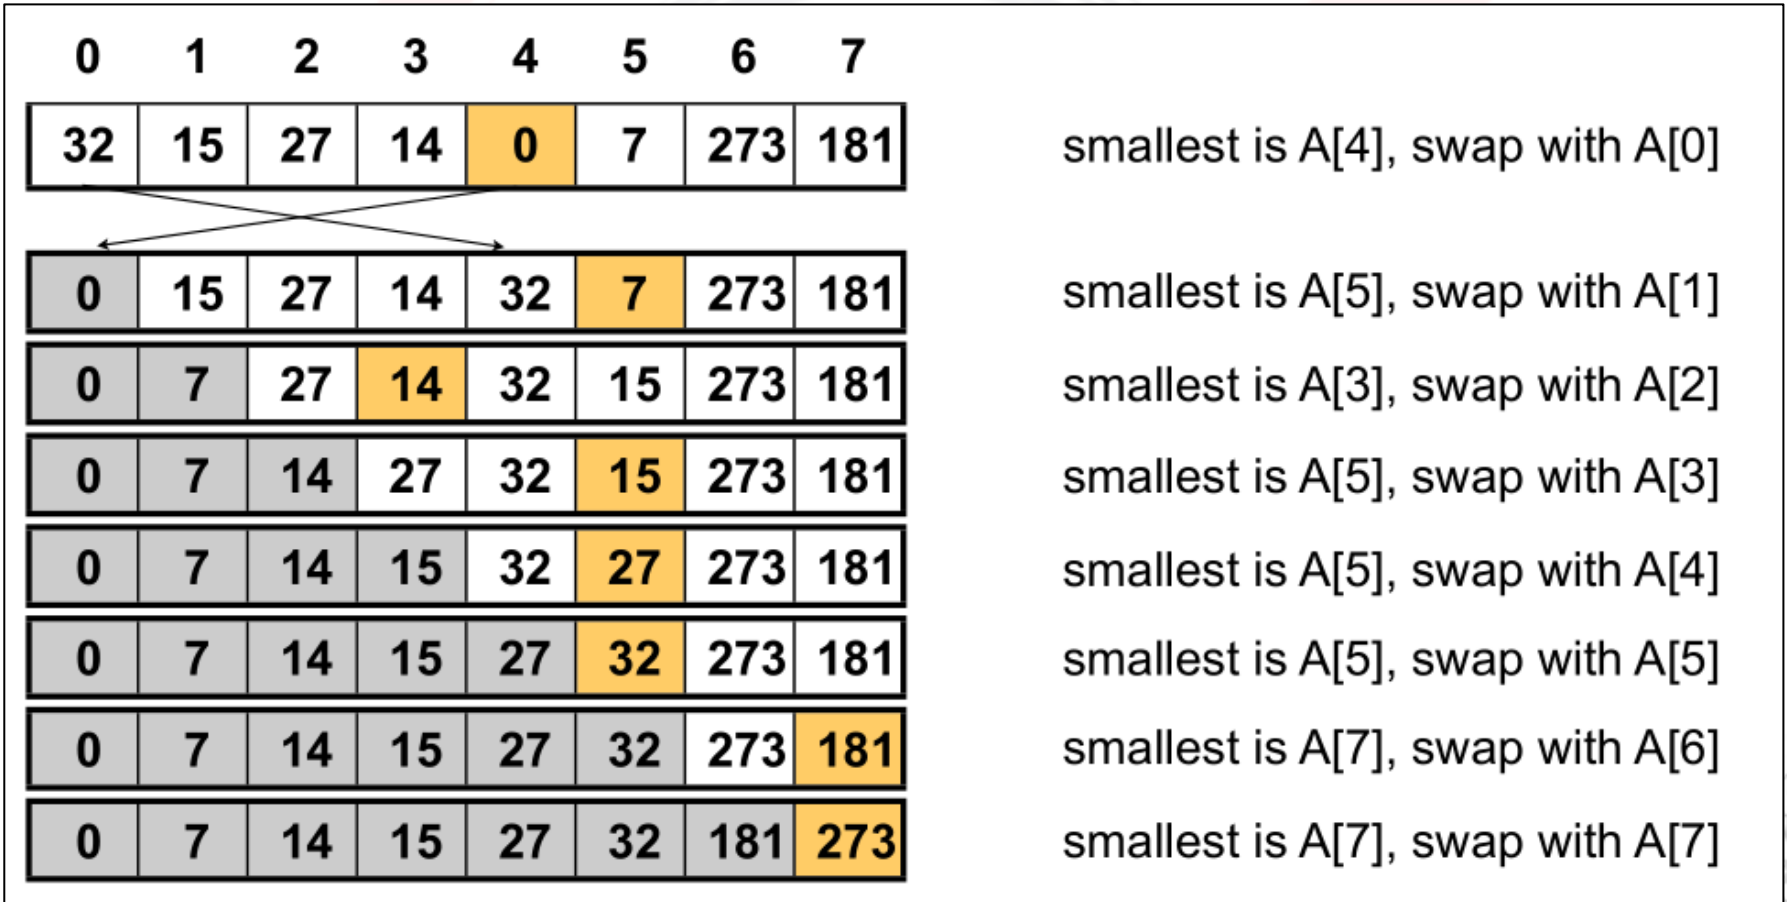 0 1 2 3 4 5 6 7
32 15 27 14 0 7 273 181 smallest is A[4], swap with A[0]
0 15 27 14 32 7 273 181 smallest is A[5], swap with A[1]
0 7 27 14 32 15 273 181 smallest is A[3], swap with A[2]
0 7 14 27 32 15 273 181 smallest is A[5], swap with A[3]
0 7 14 15 32 27 273 181 smallest is A[5], swap with A[4]
0 7 14 15 27 32 273 181 smallest is A[5], swap with A[5]
0 7 14 15 27 32 273 181 smallest is A[7], swap with A[6]
0 7 14 15 27 32 181 273 smallest is A[7], swap with A[7]